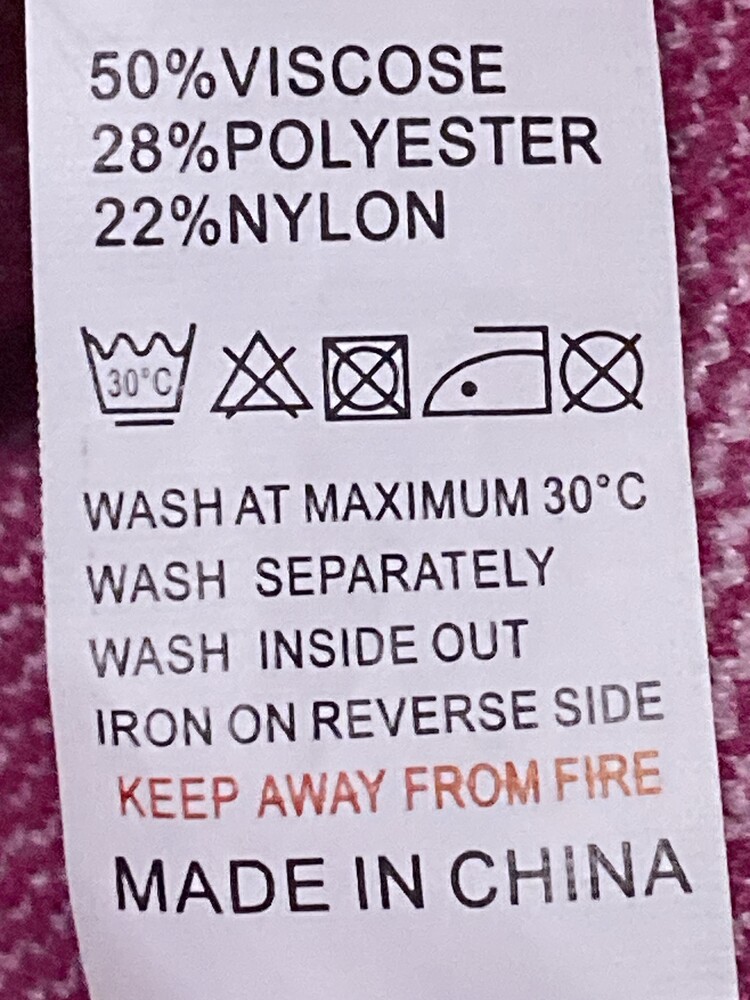 50%VISCOSE
28%POLYESTER
22%NYLON
30°C
WASH AT MAXIMUM 30°C
WASH SEPARATELY
WASH INSIDE OUT
IRON ON REVERSE SIDE
KEEP AWAY FROM FIRE
MADE IN CHINA